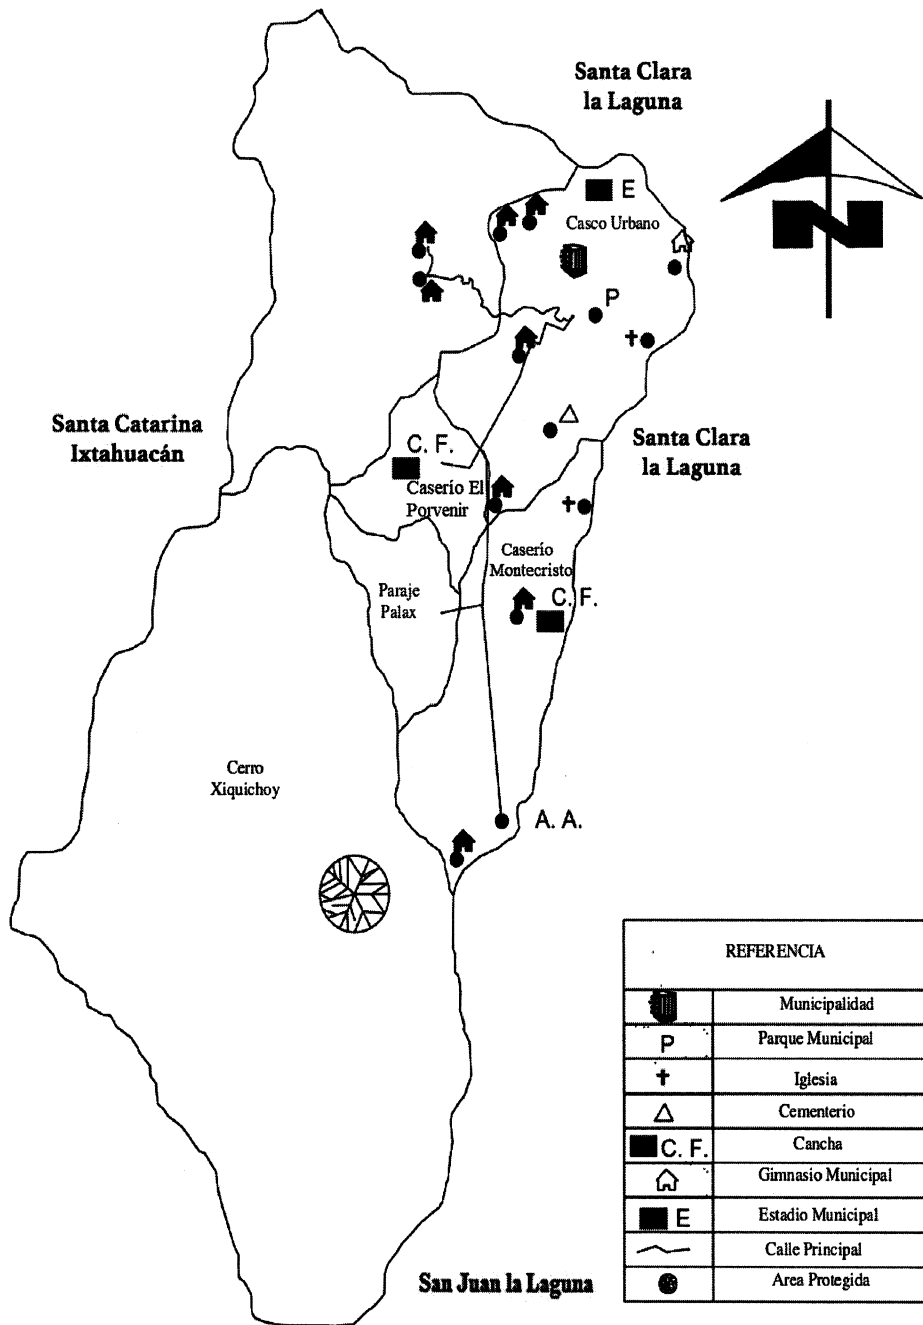 Santa Clara
la Laguna
E
Casco Urbano
N
P
Santa Catarina
Ixtahuacán
Santa Clara
la Laguna
C. F.
Caserío El
Porvenir
Caserío
Montecristo
Paraje
Palax
C. F.
Cerro
Xiquichoy
A. A.
San Juan la Laguna
REFERENCIA
Municipalidad
P Parque Municipal
Iglesia
Cementerio
C. F. Cancha
Gimnasio Municipal
E Estadio Municipal
Calle Principal
Area Protegida